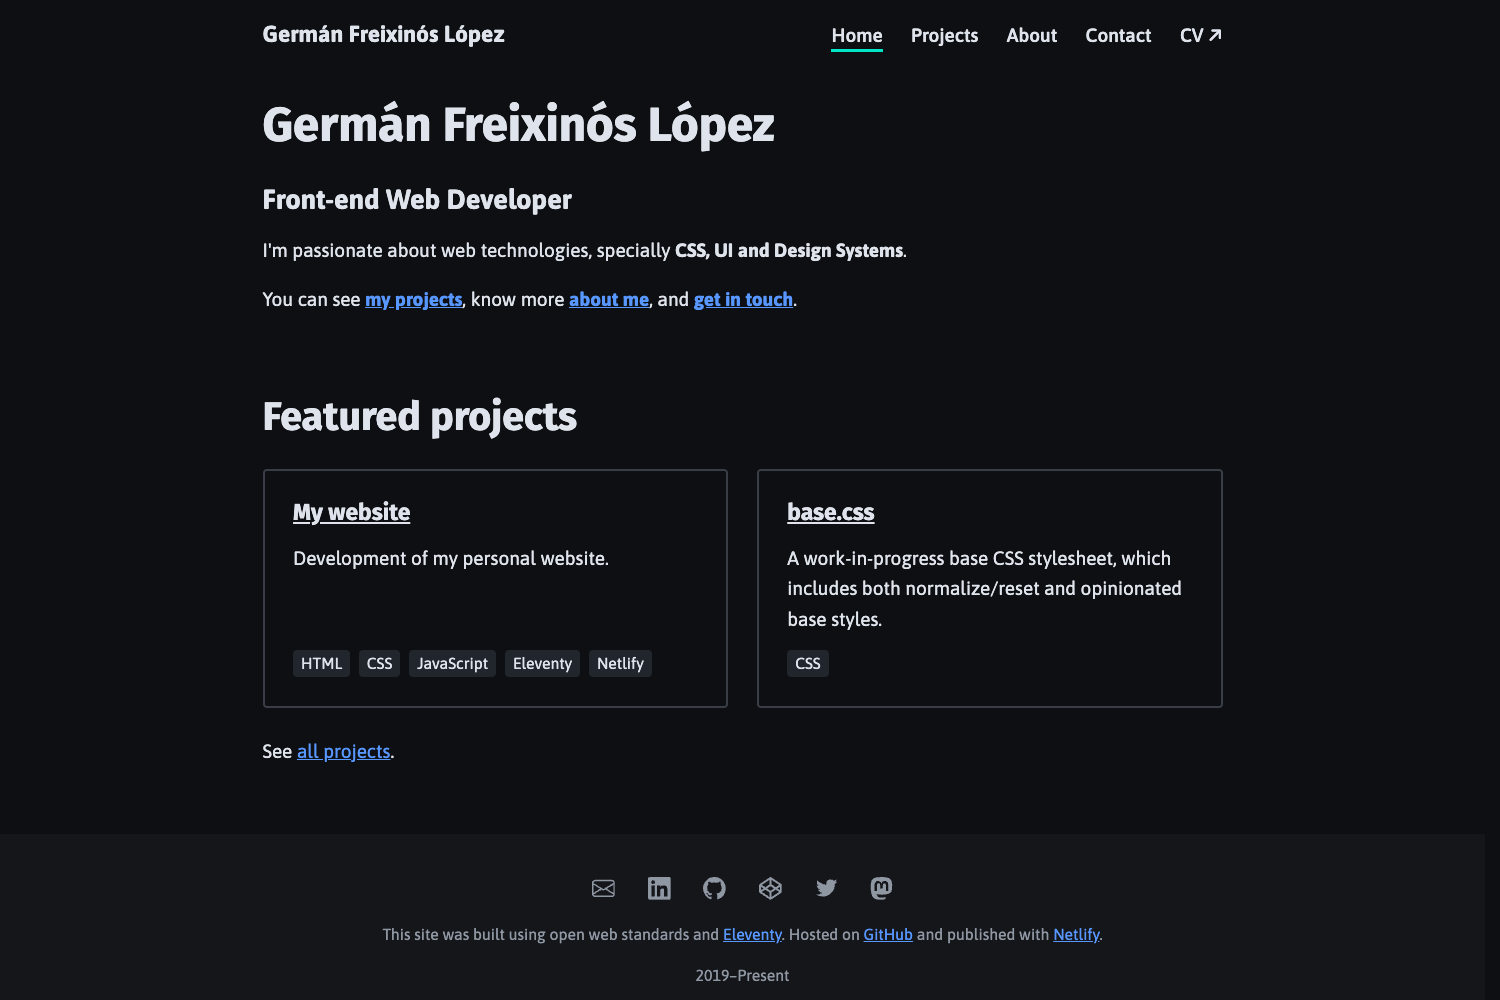 Germán Freixinós López
Home Projects About Contact CV
Germán Freixinós López
Front-end Web Developer
I'm passionate about web technologies, specially CSS, UI and Design Systems.
You can see my projects, know more about me, and get in touch.
Featured projects
My website
Development of my personal website.
HTML CSS JavaScript Eleventy Netlify
base.css
A work-in-progress base CSS stylesheet, which
includes both normalize/reset and opinionated
base styles.
CSS
See all projects.
This site was built using open web standards and Eleventy. Hosted on GitHub and published with Netlify.
2019–Present